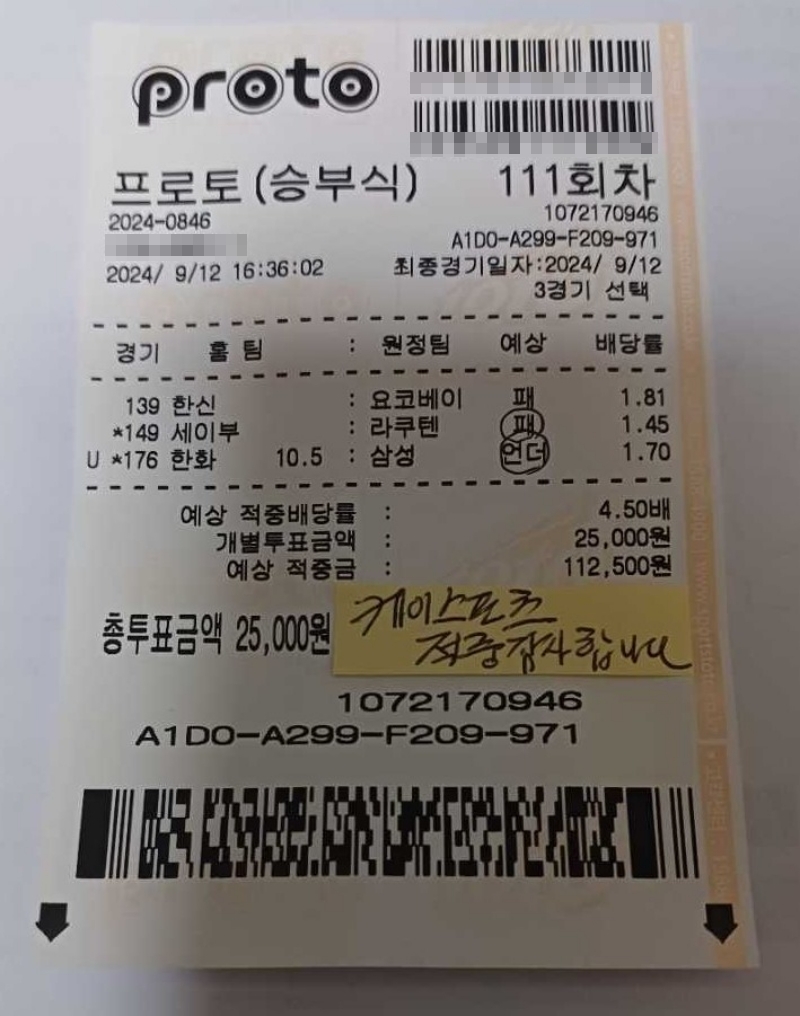 proto
프로토(승부식) 111회차
2024-0846 1072170946
A1D0-A299-F209-971
2024/ 9/12 16:36:02 최종경기일자:2024/ 9/12
3경기 선택
경기 홈 팀 : 원정팀 예상 배당률
139 한신 : 요코베이 패 1.81
*149 세이부 : 라쿠텐 패 1.45
U *176 한화 10.5 : 삼성 언더 1.70
예상 적중배당률 : 4.50배
개별투표금액 : 25,000원
예상 적중금 : 112,500원
총투표금액 25,000원
케이스포츠
적중감사합니다
1072170946
A1D0-A299-F209-971